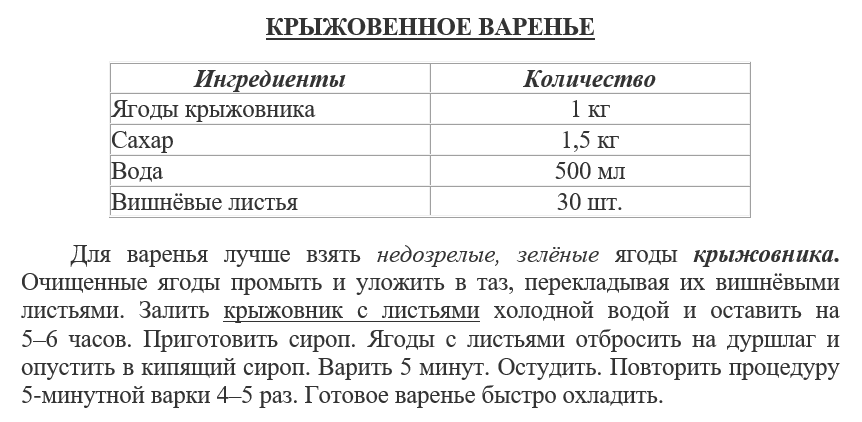 КРЫЖОВЕННОЕ ВАРЕНЬЕ
Ингредиенты Количество
Ягоды крыжовника 1 кг
Сахар 1,5 кг
Вода 500 мл
Вишнёвые листья 30 шт.
Для варенья лучше взять недозрелые, зелёные ягоды крыжовника.
Очищенные ягоды промыть и уложить в таз, перекладывая их вишнёвыми
листьями. Залить крыжовник с листьями холодной водой и оставить на
5–6 часов. Приготовить сироп. Ягоды с листьями отбросить на дуршлаг и
опустить в кипящий сироп. Варить 5 минут. Остудить. Повторить процедуру
5-минутной варки 4–5 раз. Готовое варенье быстро охладить.